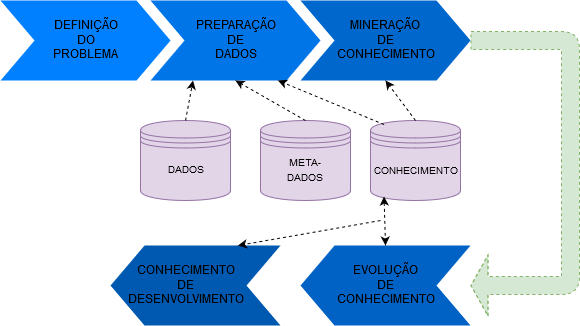 DEFINIÇÃO
DO
PROBLEMA
PREPARAÇÃO
DE
DADOS
MINERAÇÃO
DE
CONHECIMENTO
DADOS
META-
DADOS
CONHECIMENTO
CONHECIMENTO
DE
DESENVOLVIMENTO
EVOLUÇÃO
DE
CONHECIMENTO